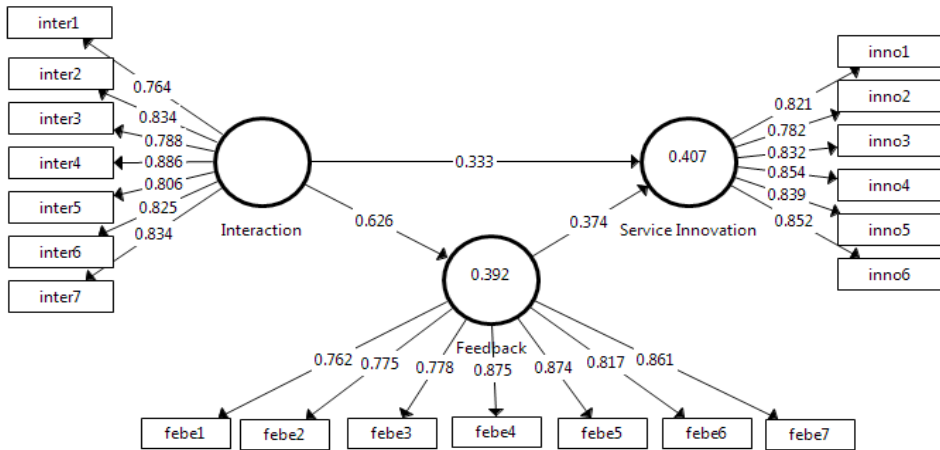 inter1
inter2
inter3
inter4
inter5
inter6
inter7
0.764
0.834
0.788
0.886
0.806
0.825
0.834
Interaction
0.333
0.626
0.374
0.392
Feedback
0.407
Service Innovation
0.821
0.782
0.832
0.854
0.839
0.852
inno1
inno2
inno3
inno4
inno5
inno6
0.762
0.775
0.778
0.875
0.874
0.817
0.861
febe1
febe2
febe3
febe4
febe5
febe6
febe7